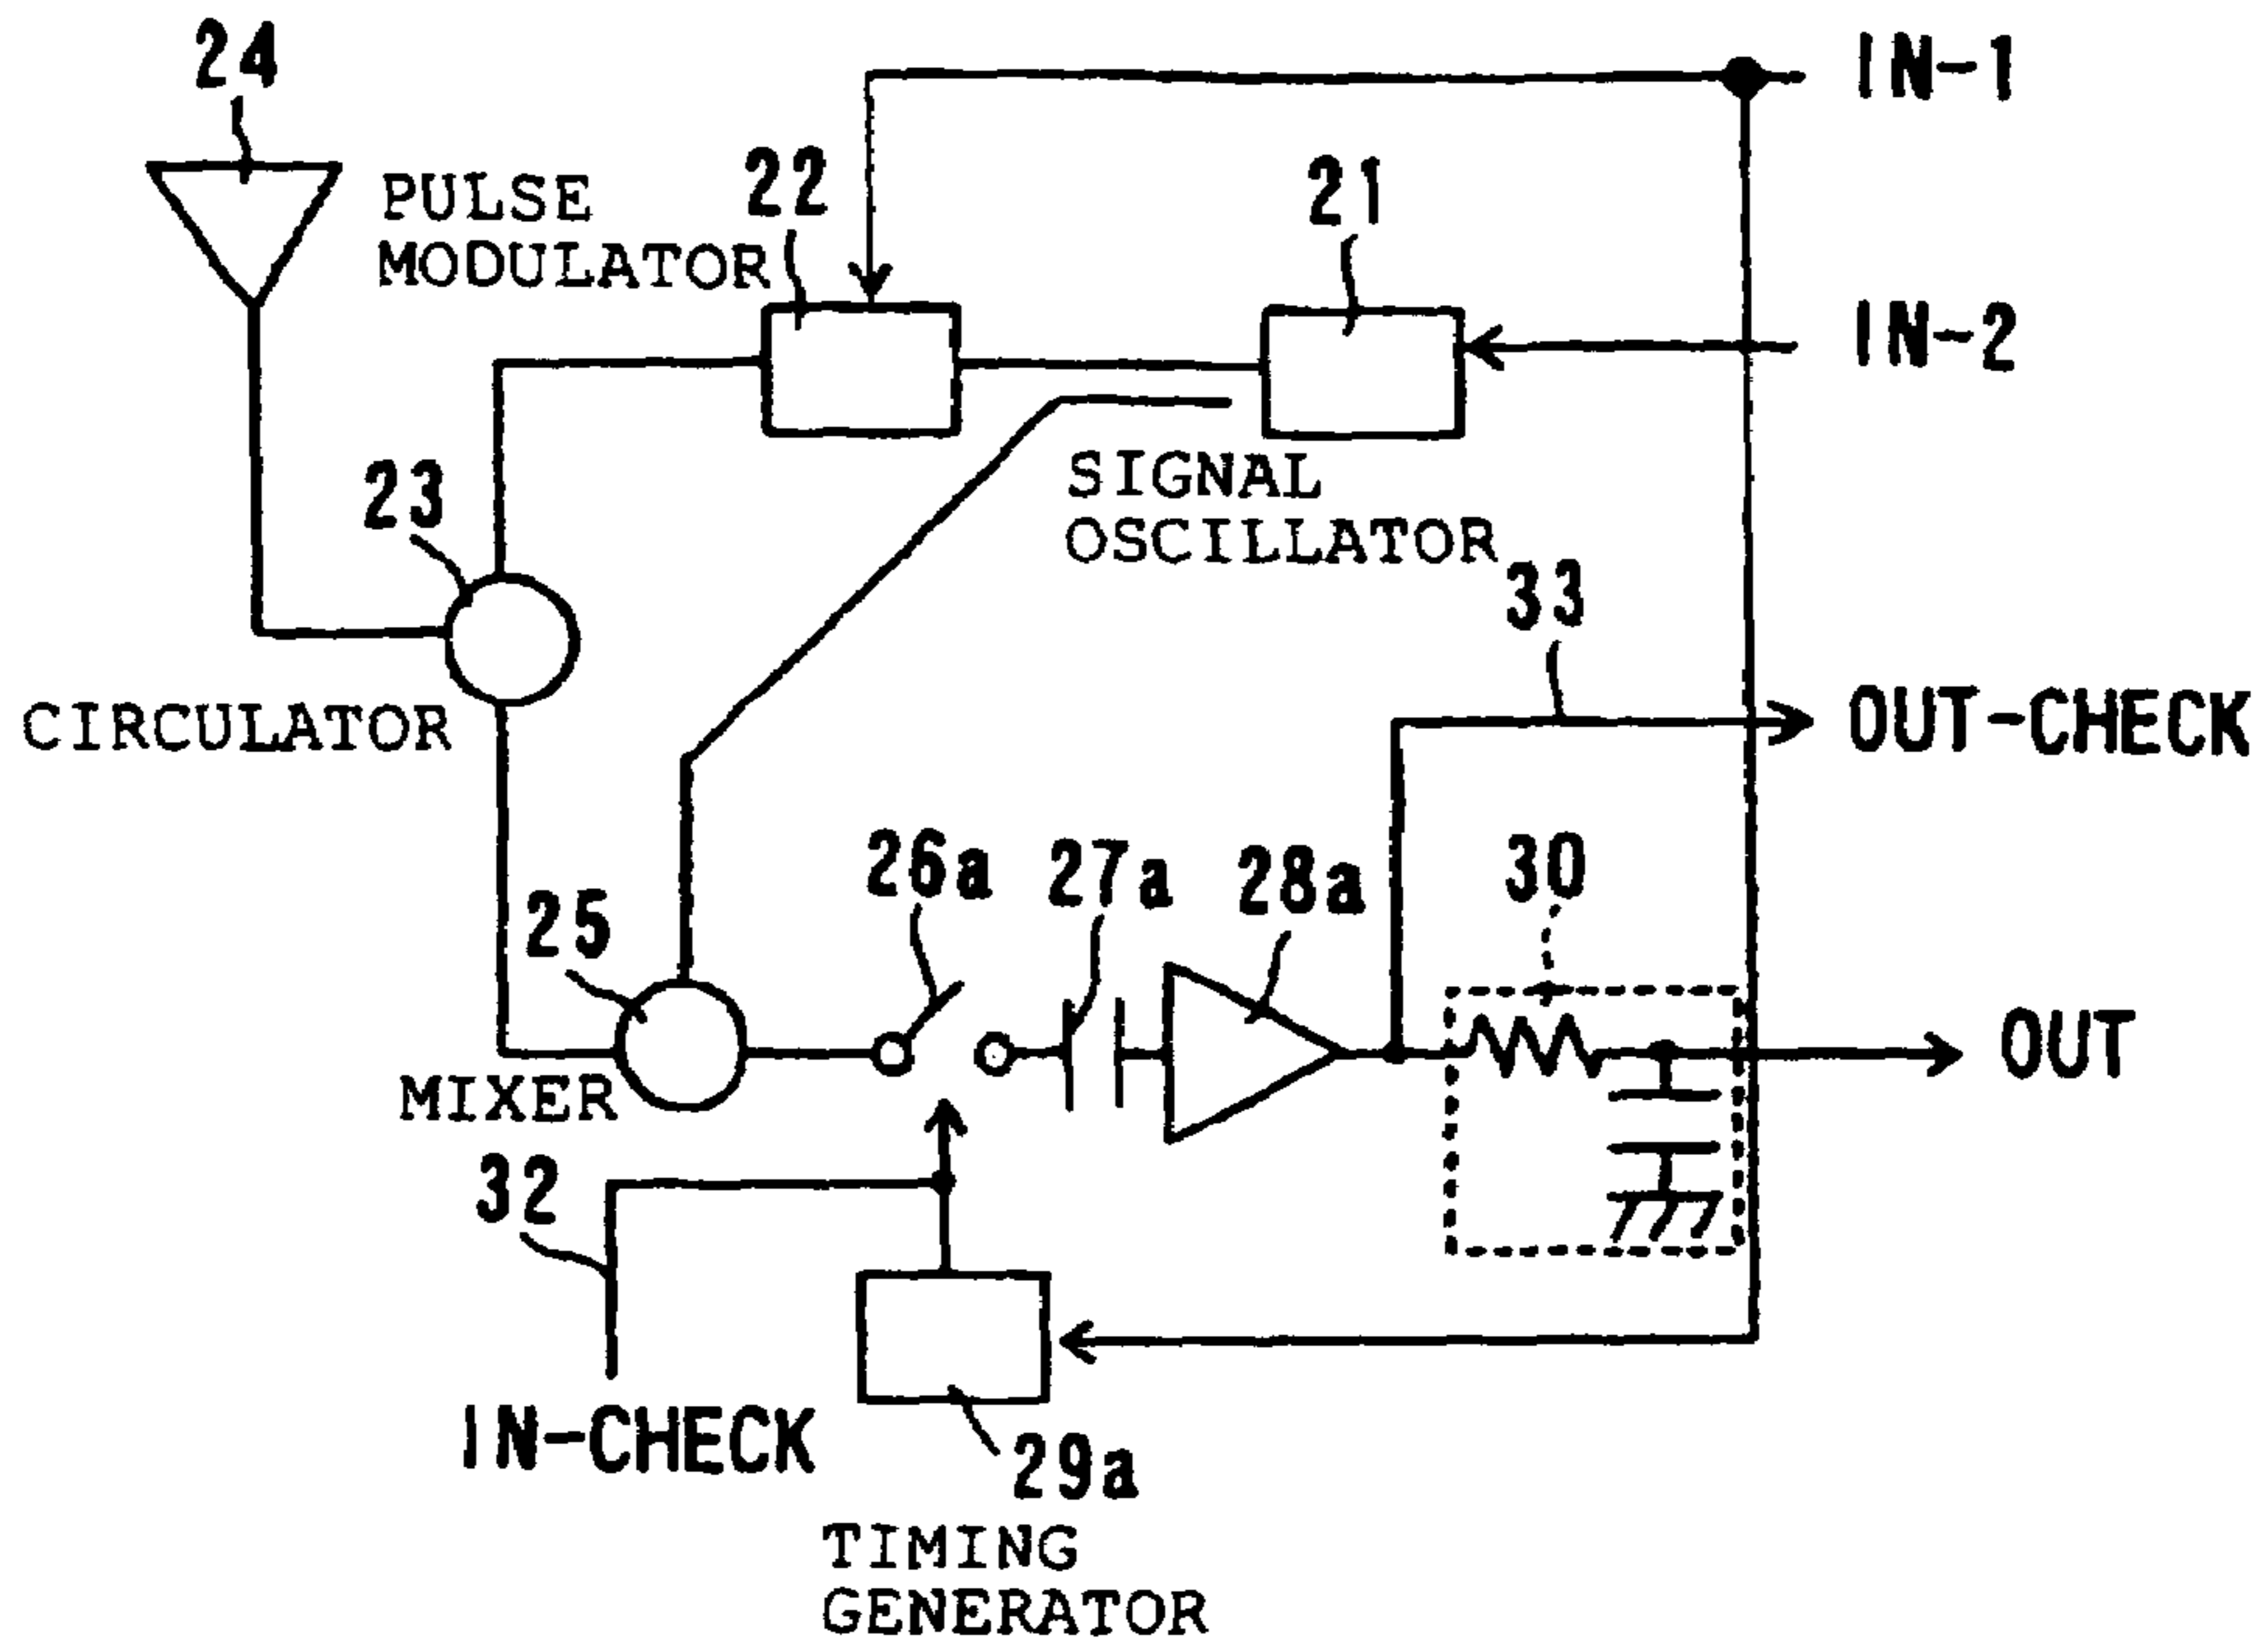 24
IN-1
22
21
PULSE
MODULATOR
IN-2
23
SIGNAL
OSCILLATOR
33
CIRCULATOR
OUT-CHECK
26a
27a
28a
30
25
OUT
MIXER
32
IN-CHECK
29a
TIMING
GENERATOR